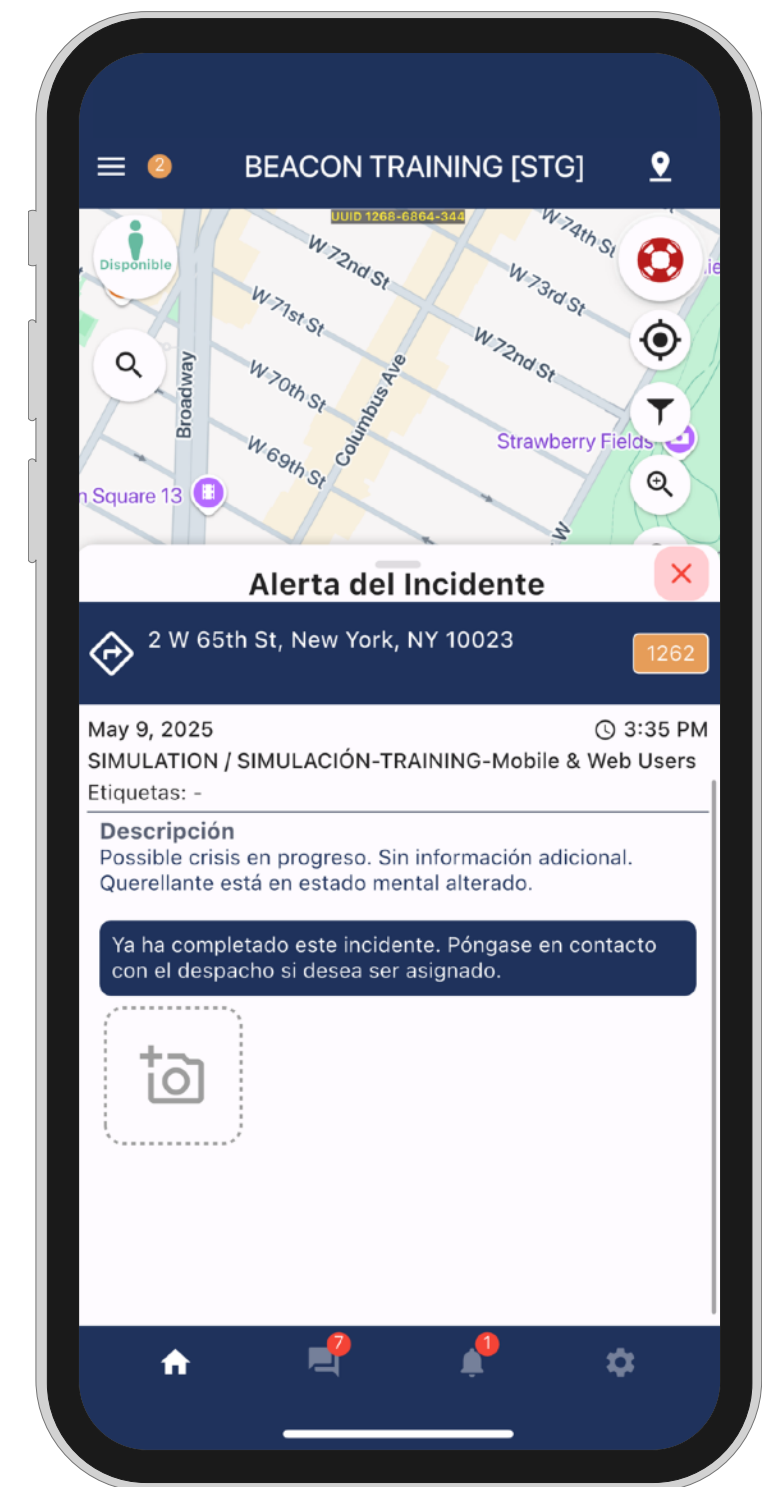 2
BEACON TRAINING [STG]
UUID 1268-6864-344
Disponible
W 74th St
W 72nd St
W 73rd St
W 71st St
W 72nd St
Broadway
W 70th St
Columbus Ave
Strawberry Fields
W 69th St
n Square 13
W
Alerta del Incidente
2 W 65th St, New York, NY 10023
1262
May 9, 2025
3:35 PM
SIMULATION / SIMULACIÓN-TRAINING-Mobile & Web Users
Etiquetas: -
Descripción
Possible crisis en progreso. Sin información adicional.
Querellante está en estado mental alterado.
Ya ha completado este incidente. Póngase en contacto
con el despacho si desea ser asignado.
7
1